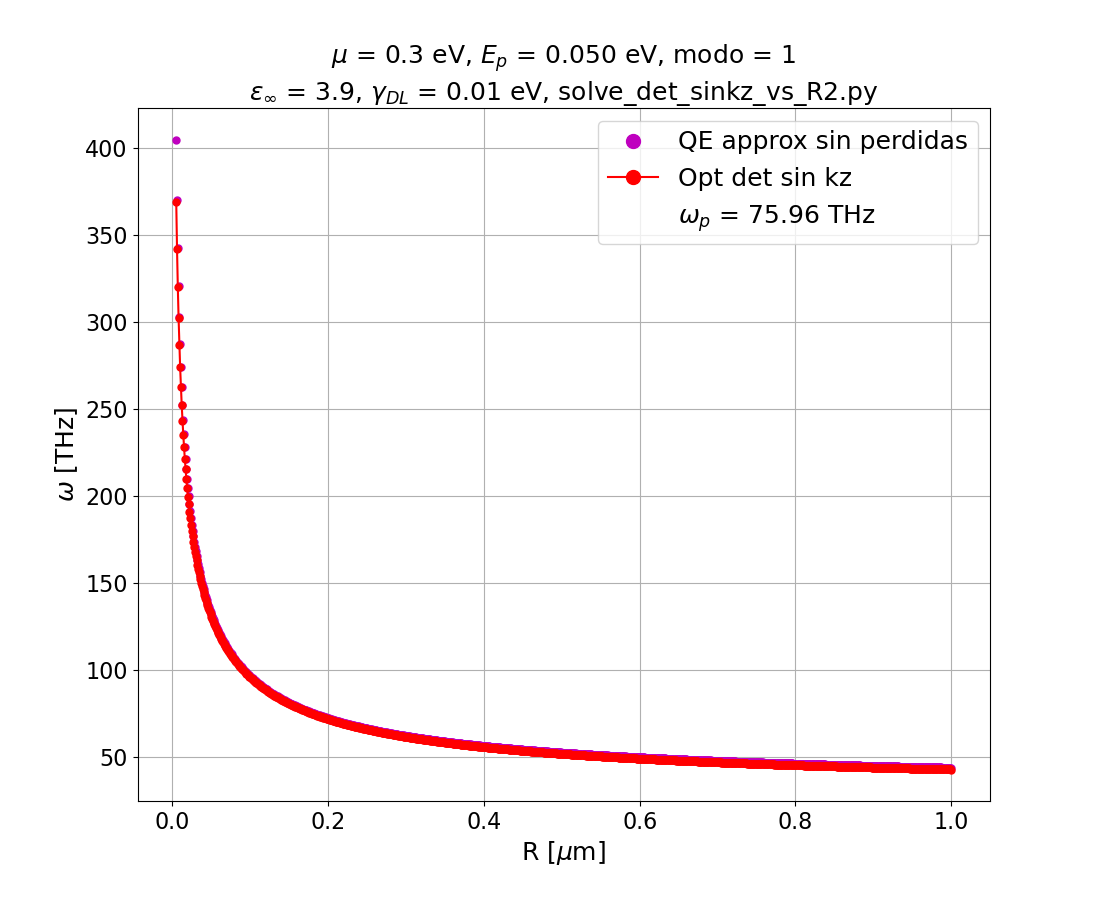 μ = 0.3 eV, E_p = 0.050 eV, modo = 1
ε_∞ = 3.9, γ_DL = 0.01 eV, solve_det_sinkz_vs_R2.py
QE approx sin perdidas
Opt det sin kz
ω_p = 75.96 THz
ω [THz]
400
350
300
250
200
150
100
50
0.0 0.2 0.4 0.6 0.8 1.0
R [μm]